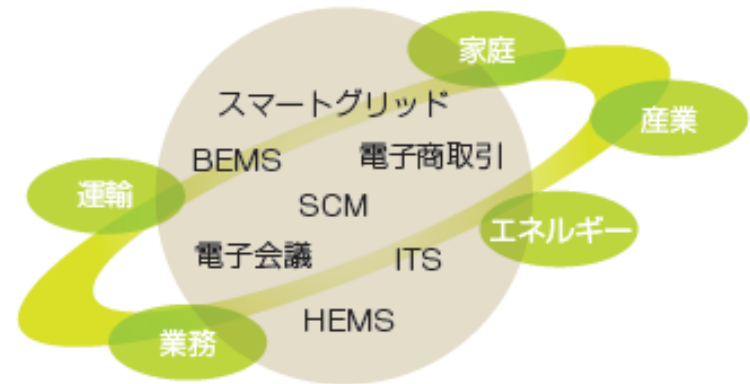 家庭
スマートグリッド
産業
BEMS
電子商取引
運輸
SCM
エネルギー
電子会議
ITS
HEMS
業務